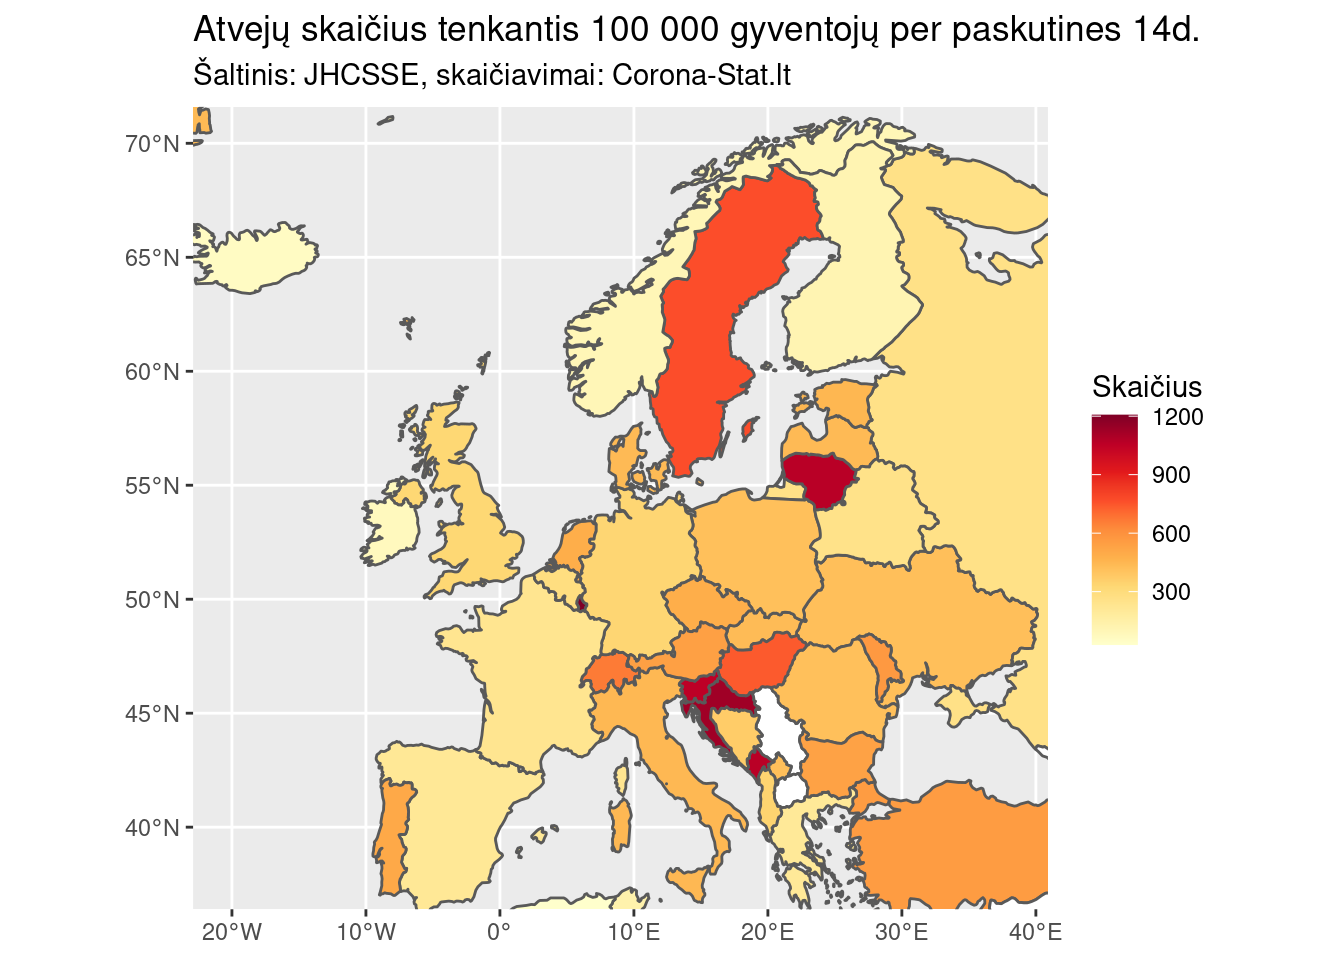 Atvejų skaičius tenkantis 100 000 gyventojų per paskutines 14d.
Šaltinis: JHCSSE, skaičiavimai: Corona-Stat.lt
70°N
65°N
60°N
55°N
50°N
45°N
40°N
20°W
10°W
0°
10°E
20°E
30°E
40°E
Skaičius
1200
900
600
300